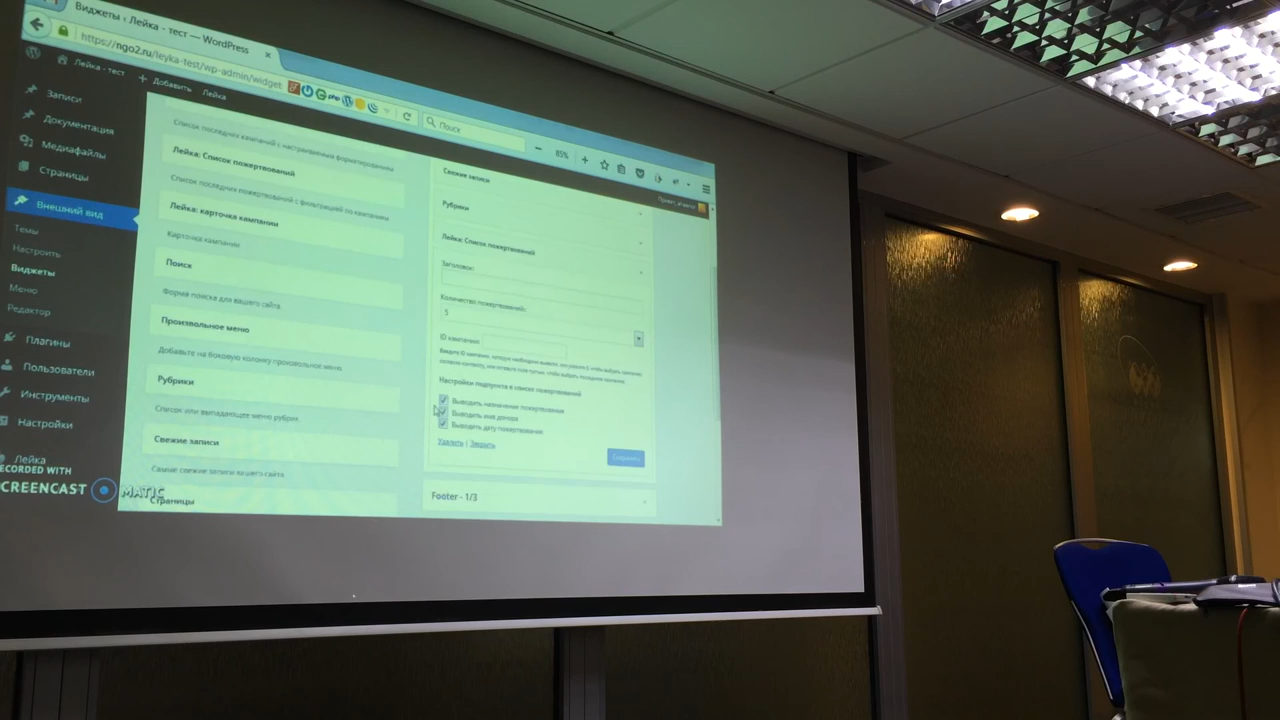 Виджеты ‹ Лейка - тест — WordPress
https://ngo2.ru/leyka-test/wp-admin/widget
Поиск
85%
Лейка - тест
Добавить
Лейка
Записи
Документация
Медиафайлы
Страницы
Внешний вид
Темы
Настроить
Виджеты
Меню
Редактор
Плагины
Пользователи
Инструменты
Настройки
Лейка
Список последних кампаний с настраиваемым форматированием
Лейка: Список пожертвований
Список последних пожертвований с фильтрацией по кампаниям
Лейка: карточка кампании
Карточка кампании
Поиск
Форма поиска для вашего сайта
Произвольное меню
Добавьте на боковую колонку произвольное меню.
Рубрики
Список или выпадающее меню рубрик
Свежие записи
Самые свежие записи вашего сайта
Страницы
Свежие записи
Рубрики
Лейка: Список пожертвований
Заголовок:
Количество пожертвований:
5
ID кампании:
Настройки подпункта в списке пожертвований
Выводить назначение пожертвования
Выводить имя донора
Выводить дату пожертвования
Удалить | Закрыть
Сохранить
Footer - 1/3
ECORDED WITH
CREENCAST MATIC